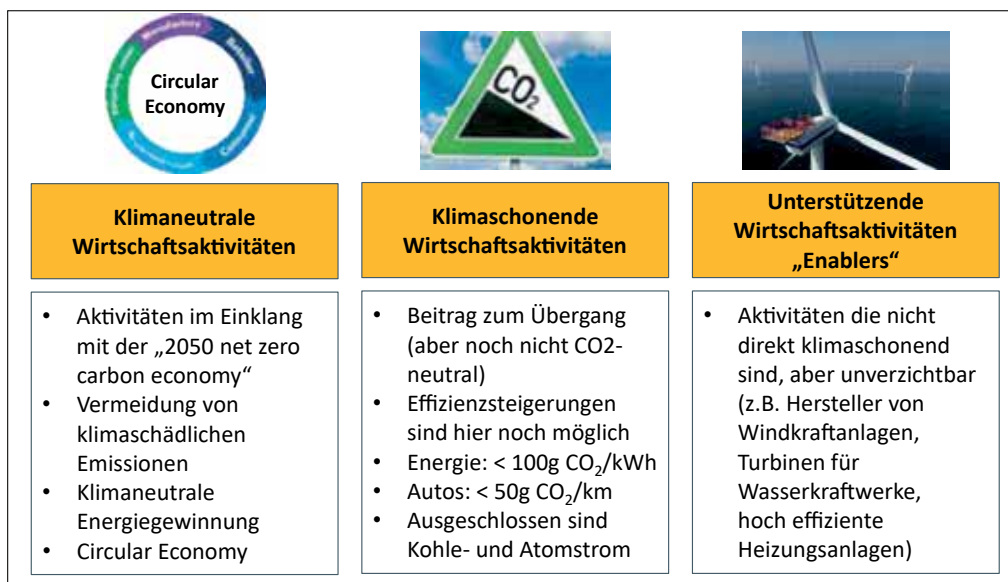 Manufacture
Retailer
Circular
Economy
Consumer
CO2
Klimaneutrale
Wirtschaftsaktivitäten
Klimaschonende
Wirtschaftsaktivitäten
Unterstützende
Wirtschaftsaktivitäten
„Enablers“
• Aktivitäten im Einklang
mit der „2050 net zero
carbon economy“
• Vermeidung von
klimaschädlichen
Emissionen
• Klimaneutrale
Energiegewinnung
• Circular Economy
• Beitrag zum Übergang
(aber noch nicht CO2-
neutral)
• Effizienzsteigerungen
sind hier noch möglich
• Energie: < 100g CO₂/kWh
• Autos: < 50g CO₂/km
• Ausgeschlossen sind
Kohle- und Atomstrom
• Aktivitäten die nicht
direkt klimaschonend
sind, aber unverzichtbar
(z.B. Hersteller von
Windkraftanlagen,
Turbinen für
Wasserkraftwerke,
hoch effiziente
Heizungsanlagen)